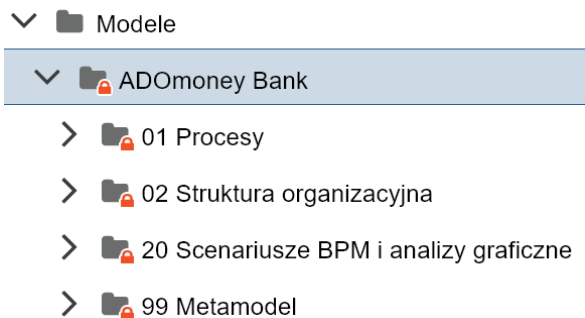 Modele
ADOmoney Bank
01 Procesy
02 Struktura organizacyjna
20 Scenariusze BPM i analizy graficzne
99 Metamodel